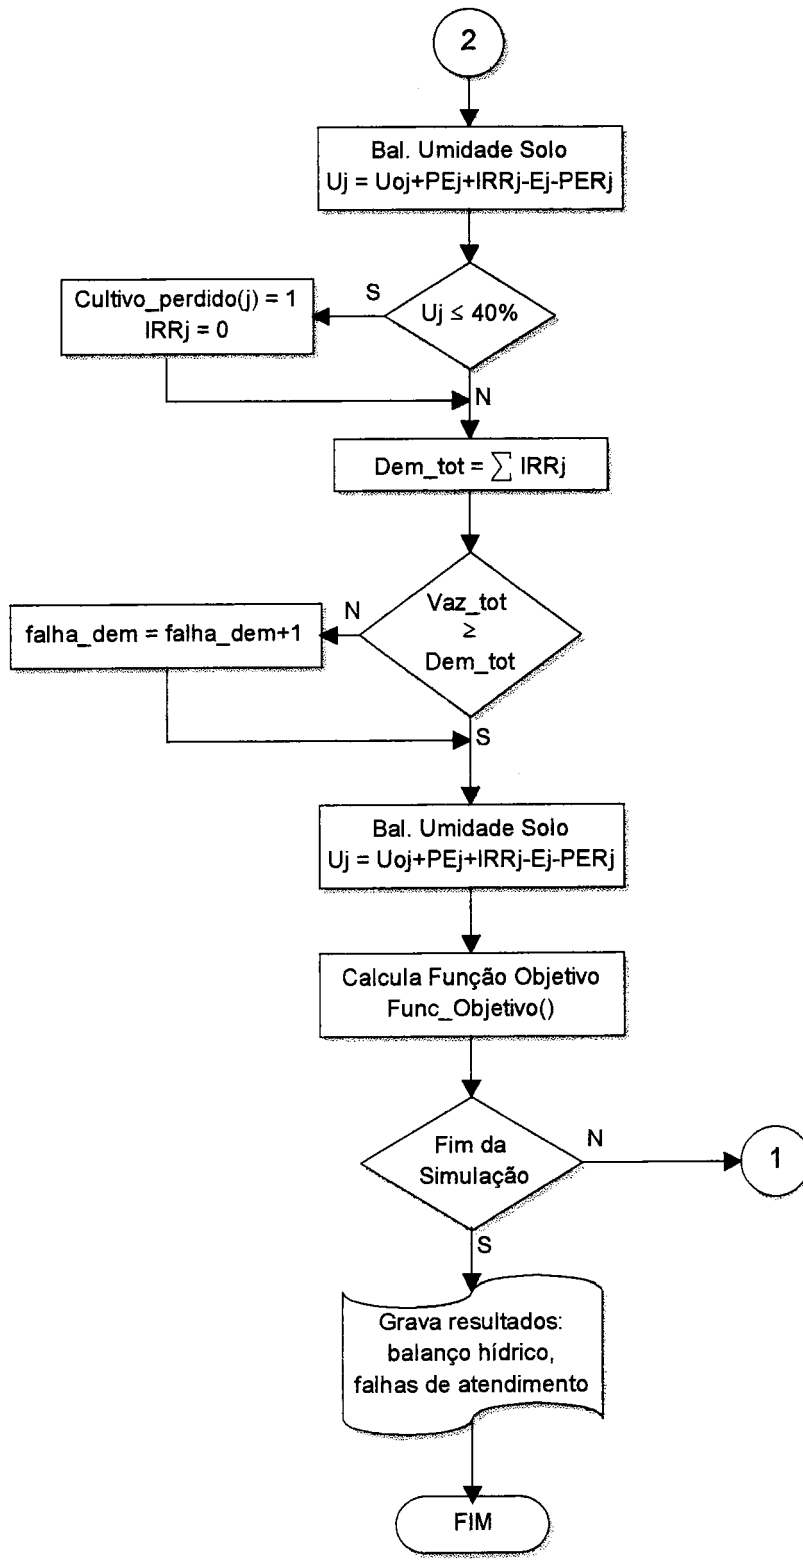 2
Bal. Umidade Solo
Uj = Uoj+PEj+IRRj-Ej-PERj
S
Cultivo_perdido(j) = 1
IRRj = 0
Uj ≤ 40%
N
Dem_tot = ∑ IRRj
N
falha_dem = falha_dem+1
Vaz_tot
≥
Dem_tot
S
Bal. Umidade Solo
Uj = Uoj+PEj+IRRj-Ej-PERj
Calcula Função Objetivo
Func_Objetivo()
Fim da
Simulação
N
1
S
Grava resultados:
balanço hídrico,
falhas de atendimento
FIM